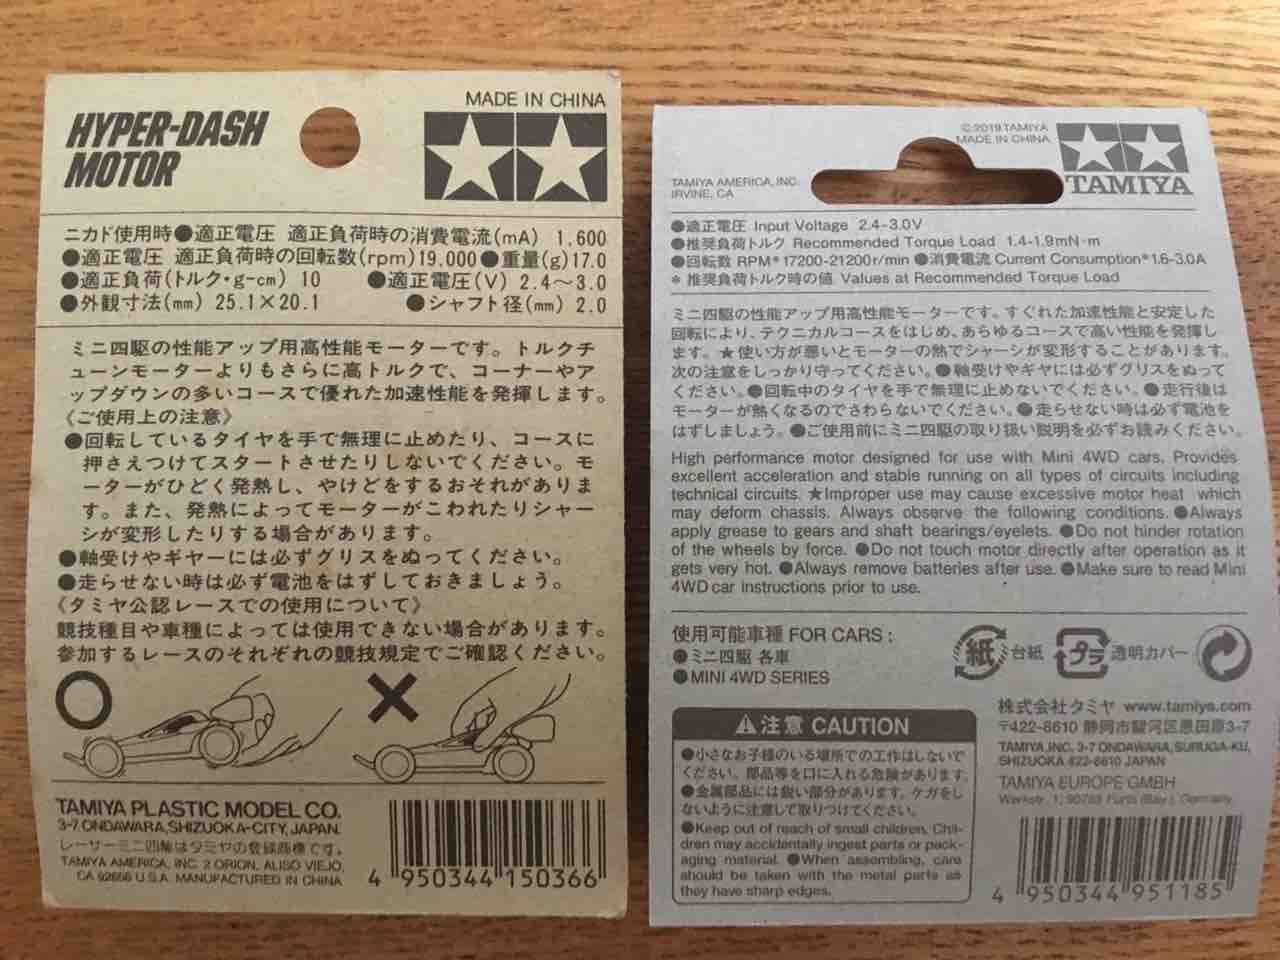 MADE IN CHINA
HYPER-DASH
MOTOR
ニカド使用時●適正電圧 適正負荷時の消費電流(mA) 1,600
●適正電圧 適正負荷時の回転数(rpm)19,000●重量(g)17.0
●適正負荷(トルク・g-cm) 10 ●適正電圧(V) 2.4～3.0
●外観寸法(mm) 25.1×20.1 ●シャフト径(mm) 2.0
ミニ四駆の性能アップ用高性能モーターです。トルクチ
ューンモーターよりもさらに高トルクで、コーナーやア
ップダウンの多いコースで優れた加速性能を発揮します。
《ご使用上の注意》
●回転しているタイヤを手で無理に止めたり、コースに
押さえつけてスタートさせたりしないでください。モ
ーターがひどく発熱し、やけどをするおそれがありま
す。また、発熱によってモーターがこわれたりシャー
シが変形したりする場合があります。
●軸受けやギヤーには必ずグリスをぬってください。
●走らせない時は必ず電池をはずしておきましょう。
《タミヤ公認レースでの使用について》
競技種目や車種によっては使用できない場合があります。
参加するレースのそれぞれの競技規定でご確認ください。
TAMIYA PLASTIC MODEL CO.
3-7, ONDAWARA, SHIZUOKA-CITY, JAPAN.
レーサーミニ四駆はタミヤの登録商標です。
TAMIYA AMERICA, INC. 2 ORION, ALISO VIEJO,
CA 92656 U.S.A. MANUFACTURED IN CHINA
4 950344 150366
©2019 TAMIYA
MADE IN CHINA
TAMIYA
TAMIYA AMERICA, INC.
IRVINE, CA
●適正電圧 Input Voltage 2.4-3.0V
●推奨負荷トルク Recommended Torque Load 1.4-1.9mN·m
●回転数 RPM*17200-21200r/min ●消費電流 Current Consumption*1.6-3.0A
* 推奨負荷トルク時の値 Values at Recommended Torque Load
ミニ四駆の性能アップ用高性能モーターです。すぐれた加速性能と安定した
回転により、テクニカルコースをはじめ、あらゆるコースで高い性能を発揮し
ます。★使い方が悪いとモーターの熱でシャーシが変形することがあります。
次の注意をしっかり守ってください。●軸受けやギヤには必ずグリスをぬって
ください。●回転中のタイヤを手で無理に止めないでください。●走行後は
モーターが熱くなるのでさわらないでください。●走らせない時は必ず電池を
はずしましょう。●ご使用前にミニ四駆の取り扱い説明を必ずお読みください。
High performance motor designed for use with Mini 4WD cars. Provides
excellent acceleration and stable running on all types of circuits including
technical circuits. ★Improper use may cause excessive motor heat which
may deform chassis. Always observe the following conditions. ●Always
apply grease to gears and shaft bearings/eyelets. ●Do not hinder rotation
of the wheels by force. ●Do not touch motor directly after operation as it
gets very hot. ●Always remove batteries after use. ●Make sure to read Mini
4WD car instructions prior to use.
使用可能車種 FOR CARS :
●ミニ四駆 各車
●MINI 4WD SERIES
紙 台紙 プラ 透明カバー
株式会社タミヤ www.tamiya.com
〒422-8610 静岡市駿河区恩田原3-7
TAMIYA, INC. 3-7 ONDAWARA, SURUGA-KU,
SHIZUOKA 422-8610 JAPAN
TAMIYA EUROPE GMBH
Werkstr. 1, 90765 Fürth (Bay.), Germany
注意 CAUTION
●小さなお子様のいる場所での工作はしないで
ください。部品等を口に入れる危険があります。
●金属部品には鋭い部分があります。ケガをし
ないように注意して取りつけてください。
●Keep out of reach of small children. Chil-
dren may accidentally ingest parts or pack-
aging material. ●When assembling, care
should be taken with the metal parts as
they have sharp edges.
4 950344 951185